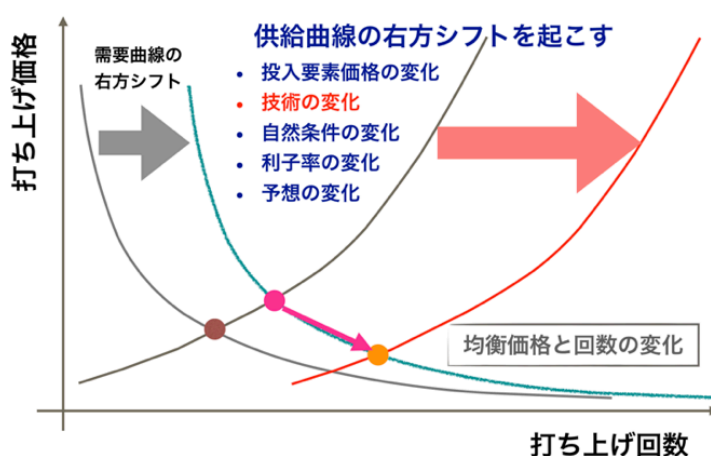 供給曲線の右方シフトを起こす
需要曲線の
右方シフト
• 投入要素価格の変化
• 技術の変化
• 自然条件の変化
• 利子率の変化
• 予想の変化
打ち上げ価格
均衡価格と回数の変化
打ち上げ回数